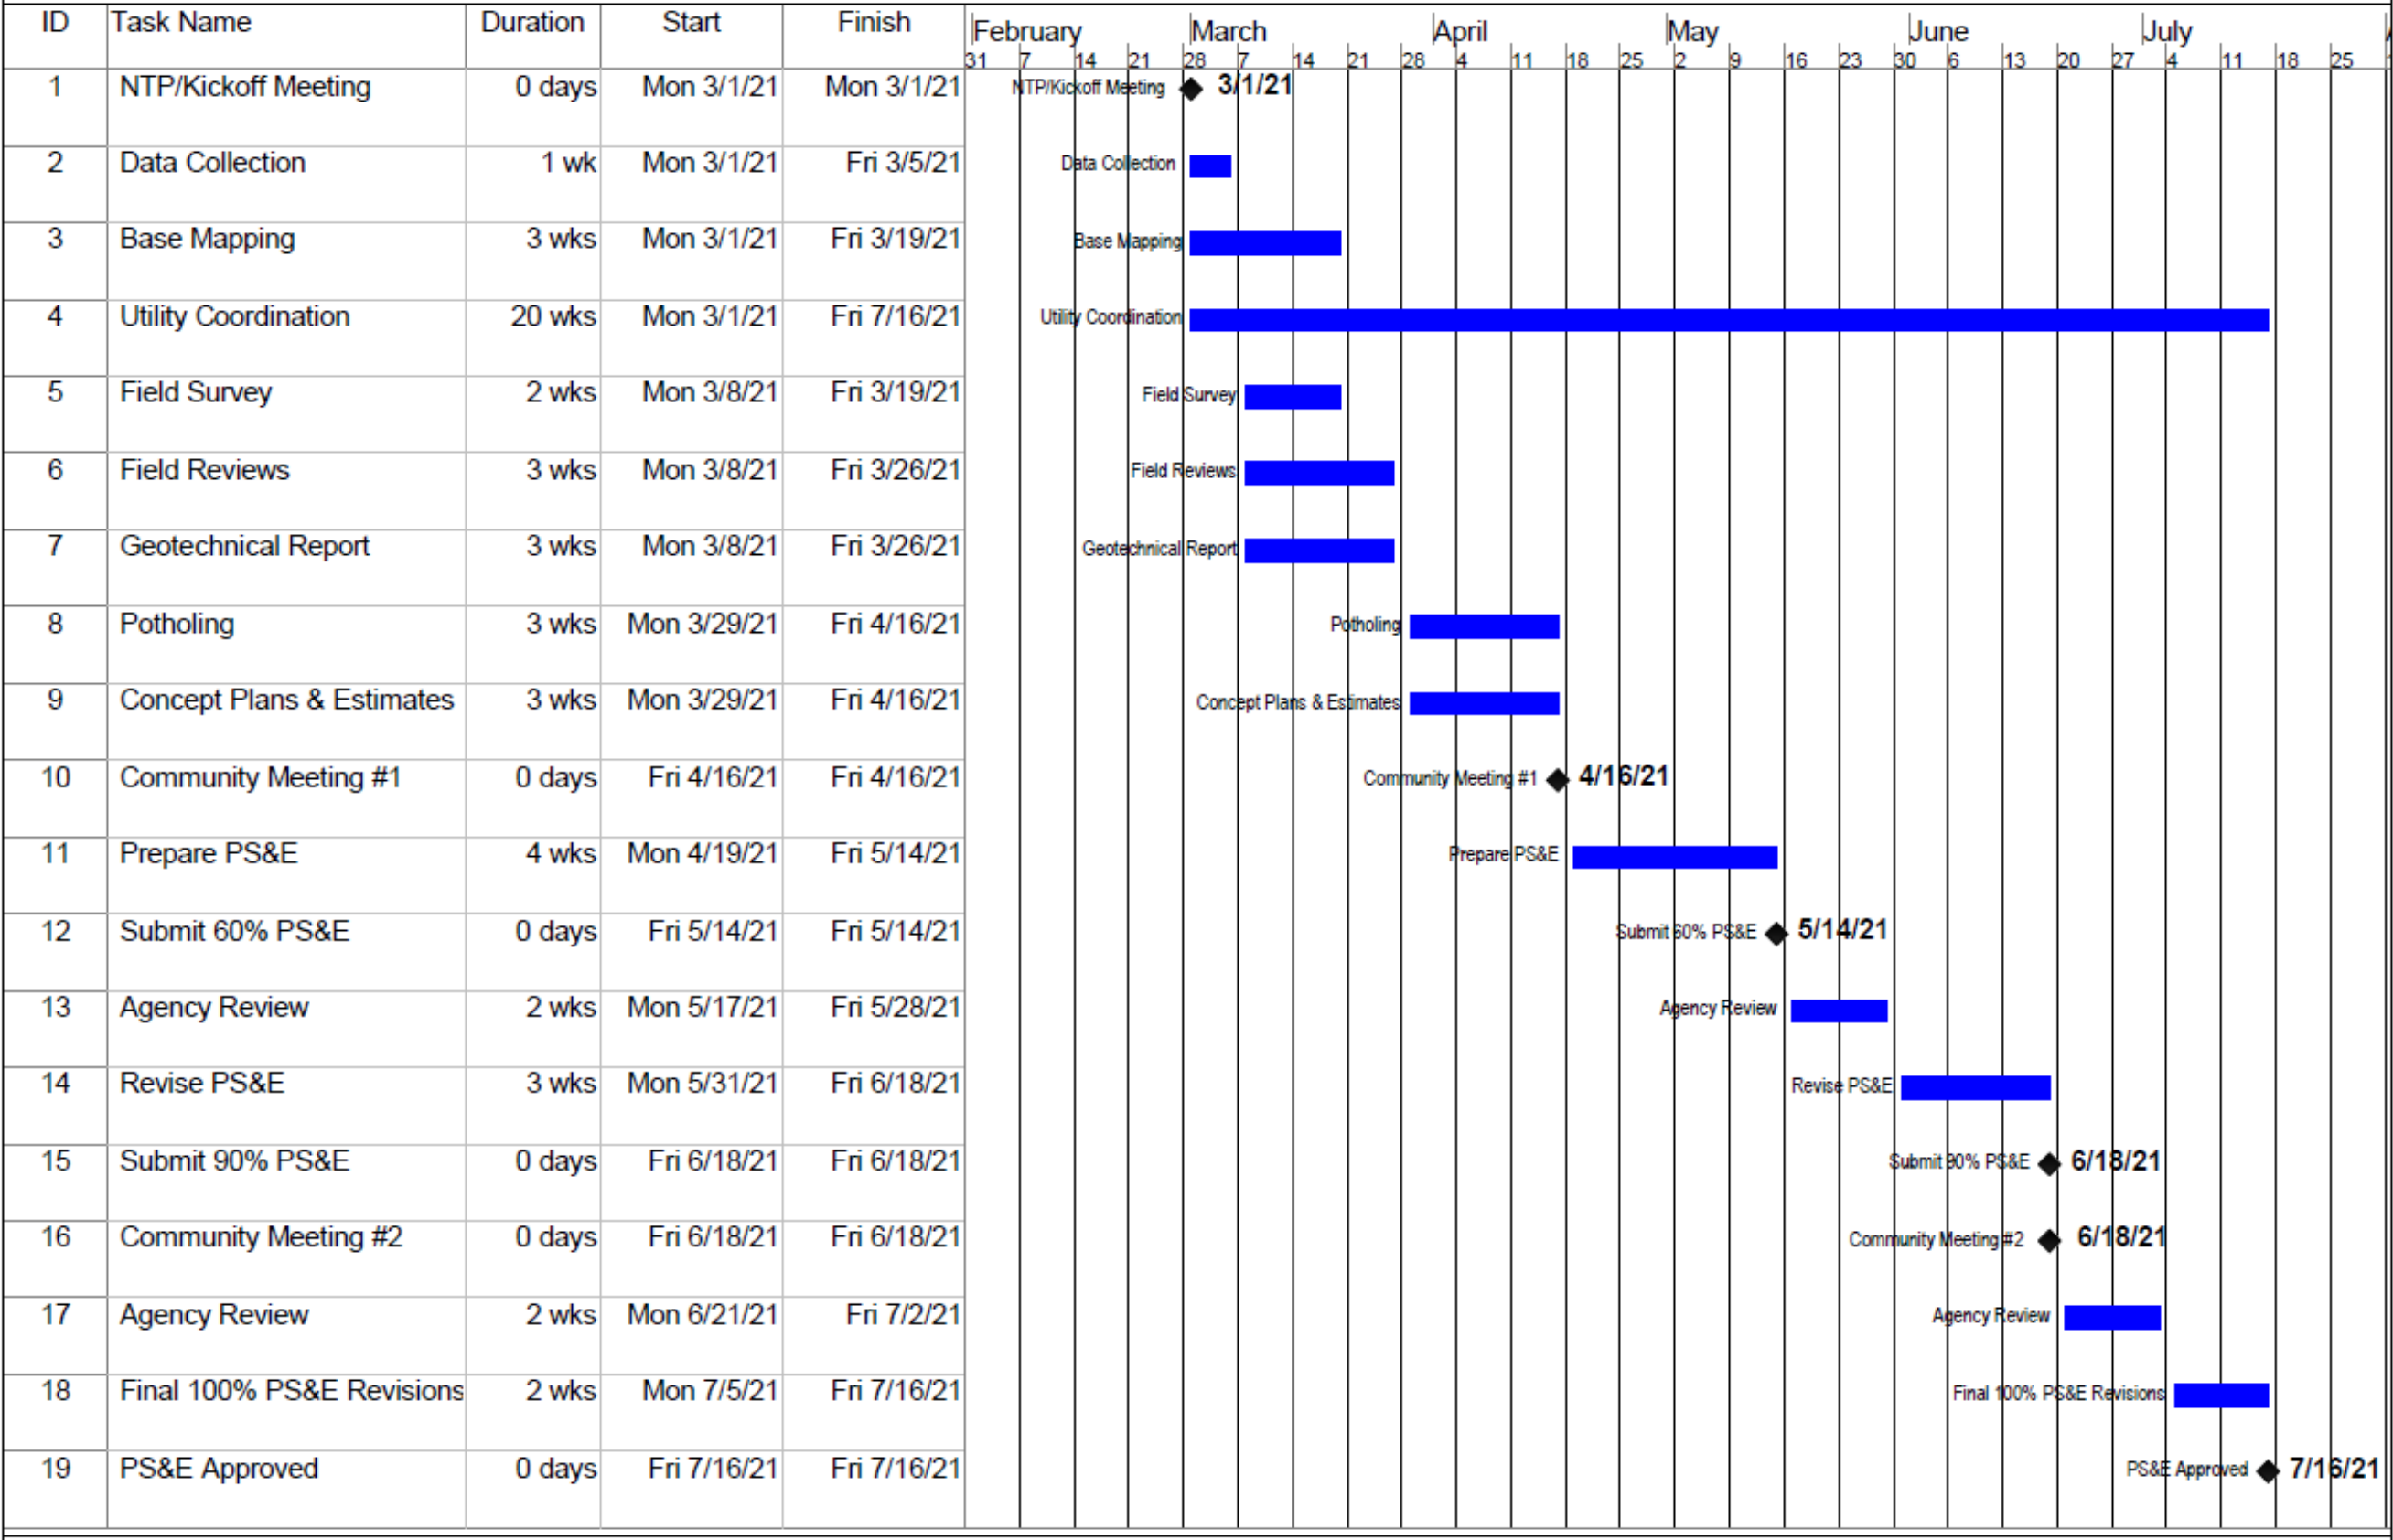 ID Task Name Duration Start Finish February March April May June July
31 7 14 21 28 7 14 21 28 4 11 18 25 2 9 16 23 30 6 13 20 27 4 11 18 25
1 NTP/Kickoff Meeting 0 days Mon 3/1/21 Mon 3/1/21 NTP/Kickoff Meeting 3/1/21
2 Data Collection 1 wk Mon 3/1/21 Fri 3/5/21 Data Collection
3 Base Mapping 3 wks Mon 3/1/21 Fri 3/19/21 Base Mapping
4 Utility Coordination 20 wks Mon 3/1/21 Fri 7/16/21 Utility Coordination
5 Field Survey 2 wks Mon 3/8/21 Fri 3/19/21 Field Survey
6 Field Reviews 3 wks Mon 3/8/21 Fri 3/26/21 Field Reviews
7 Geotechnical Report 3 wks Mon 3/8/21 Fri 3/26/21 Geotechnical Report
8 Potholing 3 wks Mon 3/29/21 Fri 4/16/21 Potholing
9 Concept Plans & Estimates 3 wks Mon 3/29/21 Fri 4/16/21 Concept Plans & Estimates
10 Community Meeting #1 0 days Fri 4/16/21 Fri 4/16/21 Community Meeting #1 4/16/21
11 Prepare PS&E 4 wks Mon 4/19/21 Fri 5/14/21 Prepare PS&E
12 Submit 60% PS&E 0 days Fri 5/14/21 Fri 5/14/21 Submit 60% PS&E 5/14/21
13 Agency Review 2 wks Mon 5/17/21 Fri 5/28/21 Agency Review
14 Revise PS&E 3 wks Mon 5/31/21 Fri 6/18/21 Revise PS&E
15 Submit 90% PS&E 0 days Fri 6/18/21 Fri 6/18/21 Submit 90% PS&E 6/18/21
16 Community Meeting #2 0 days Fri 6/18/21 Fri 6/18/21 Community Meeting #2 6/18/21
17 Agency Review 2 wks Mon 6/21/21 Fri 7/2/21 Agency Review
18 Final 100% PS&E Revisions 2 wks Mon 7/5/21 Fri 7/16/21 Final 100% PS&E Revisions
19 PS&E Approved 0 days Fri 7/16/21 Fri 7/16/21 PS&E Approved 7/16/21